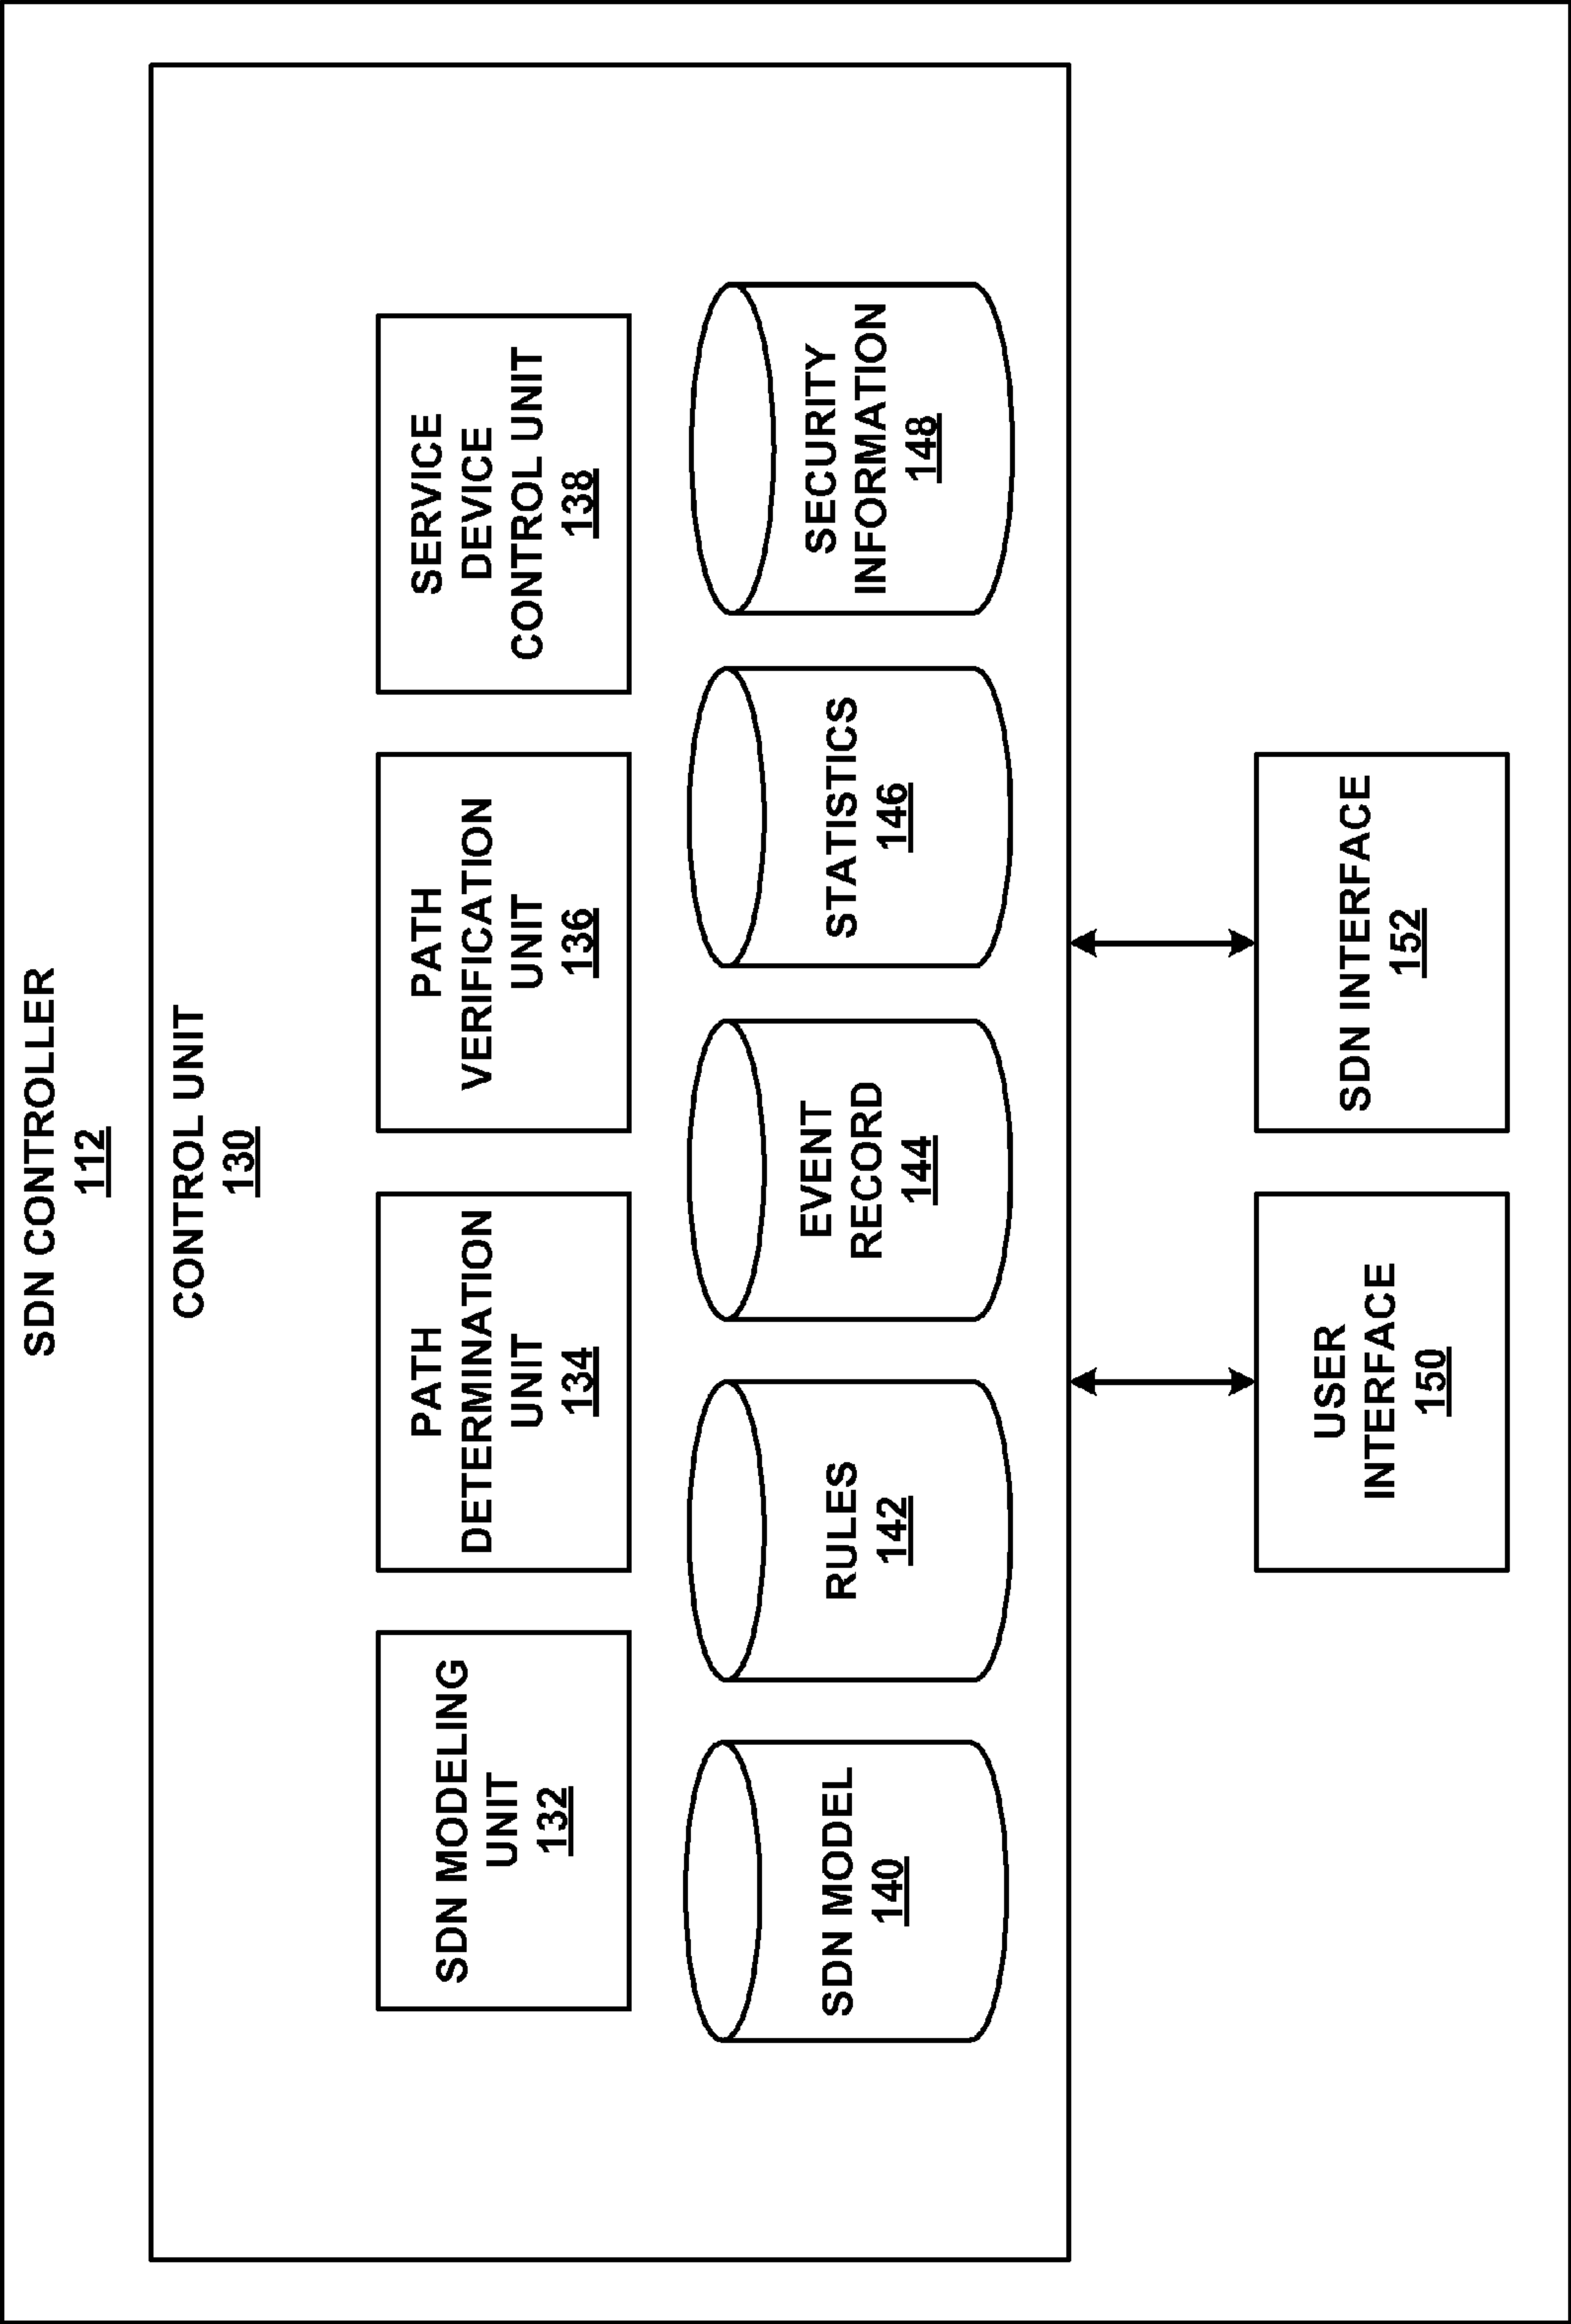 SDN CONTROLLER
112
CONTROL UNIT
130
SDN MODELING
UNIT
132
PATH
DETERMINATION
UNIT
134
PATH
VERIFICATION
UNIT
136
SERVICE
DEVICE
CONTROL UNIT
138
SDN MODEL
140
RULES
142
EVENT
RECORD
144
STATISTICS
146
SECURITY
INFORMATION
148
USER
INTERFACE
150
SDN INTERFACE
152